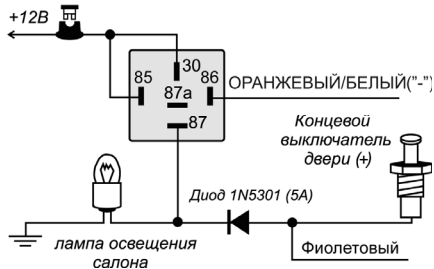 +12В
30
85
86
87а
87
ОРАНЖЕВЫЙ/БЕЛЫЙ("-")
Концевой
выключатель
двери (+)
Диод 1N5301 (5А)
лампа освещения
салона
Фиолетовый